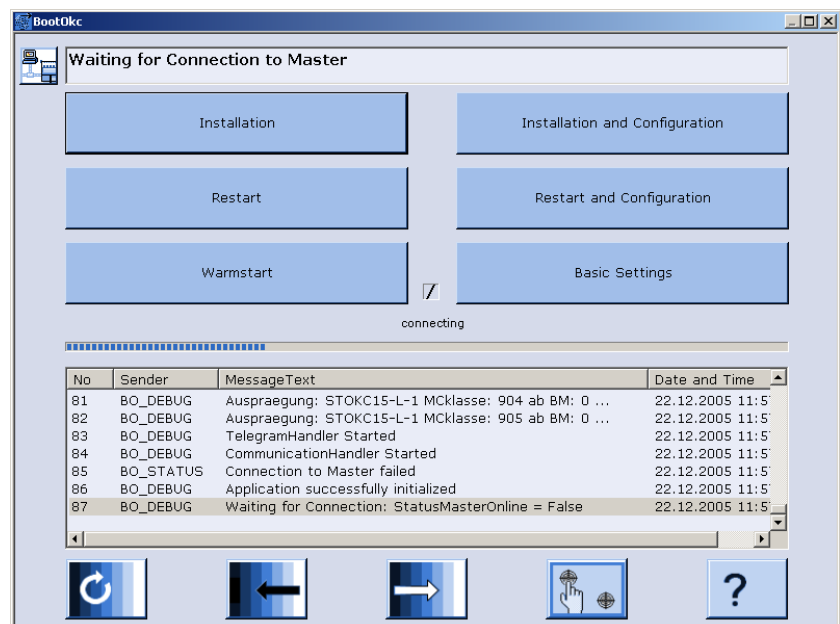 BootOkc
Waiting for Connection to Master
Installation
Installation and Configuration
Restart
Restart and Configuration
Warmstart
Basic Settings
connecting
No Sender MessageText Date and Time
81 BO_DEBUG Auspraegung: STOKC15-L-1 MCklasse: 904 ab BM: 0 ... 22.12.2005 11:5
82 BO_DEBUG Auspraegung: STOKC15-L-1 MCklasse: 905 ab BM: 0 ... 22.12.2005 11:5
83 BO_DEBUG TelegramHandler Started 22.12.2005 11:5
84 BO_DEBUG CommunicationHandler Started 22.12.2005 11:5
85 BO_STATUS Connection to Master failed 22.12.2005 11:5
86 BO_DEBUG Application successfully initialized 22.12.2005 11:5
87 BO_DEBUG Waiting for Connection: StatusMasterOnline = False 22.12.2005 11:5
?